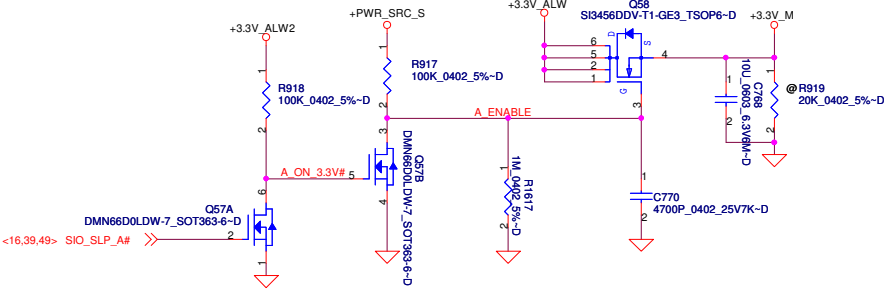 Q58
SI3456DDV-T1-GE3_TSOP6~D
+3.3V_ALW
+PWR_SRC_S
+3.3V_M
+3.3V_ALW2
D
S
G
6
5
2
1
4
3
1
R917
100K_0402_5%~D
2
1
R918
100K_0402_5%~D
2
1
C768
10U_0603_6.3V6M~D
2
1
@R919
20K_0402_5%~D
2
A_ENABLE
3
Q57B
DMN66D0LDW-7_SOT363-6~D
A_ON_3.3V#
5
4
1
R1617
1M_0402_5%~D
2
1
C770
4700P_0402_25V7K~D
2
6
Q57A
DMN66D0LDW-7_SOT363-6~D
<16,39,49> SIO_SLP_A#
2
1